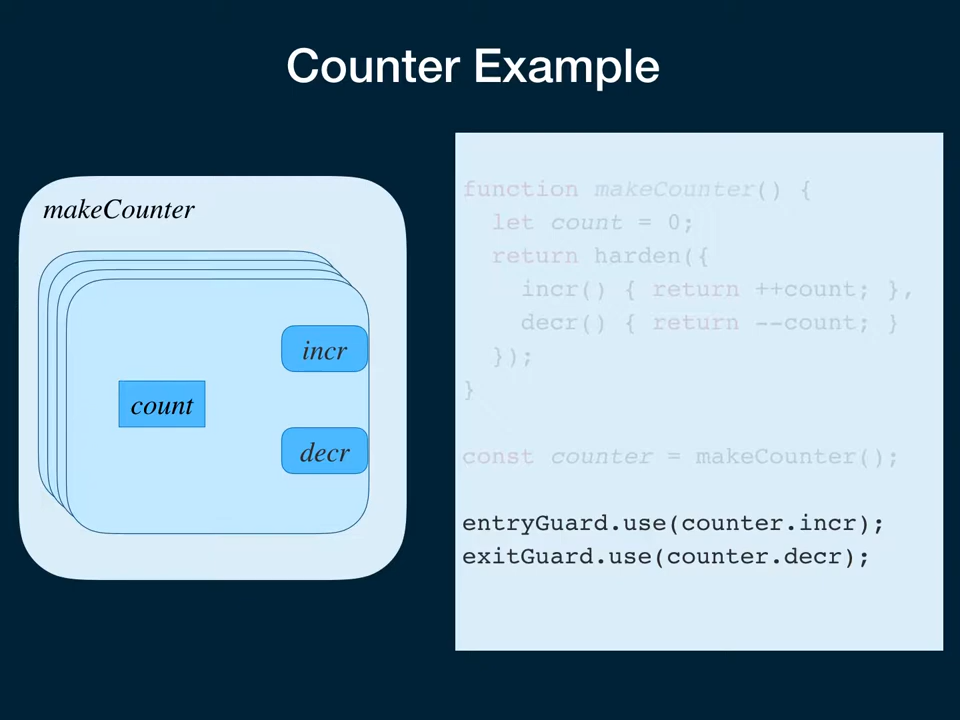 Counter Example
makeCounter
incr
count
decr
function makeCounter() {
  let count = 0;
  return harden({
    incr() { return ++count; },
    decr() { return --count; }
  });
}
const counter = makeCounter();
entryGuard.use(counter.incr);
exitGuard.use(counter.decr);